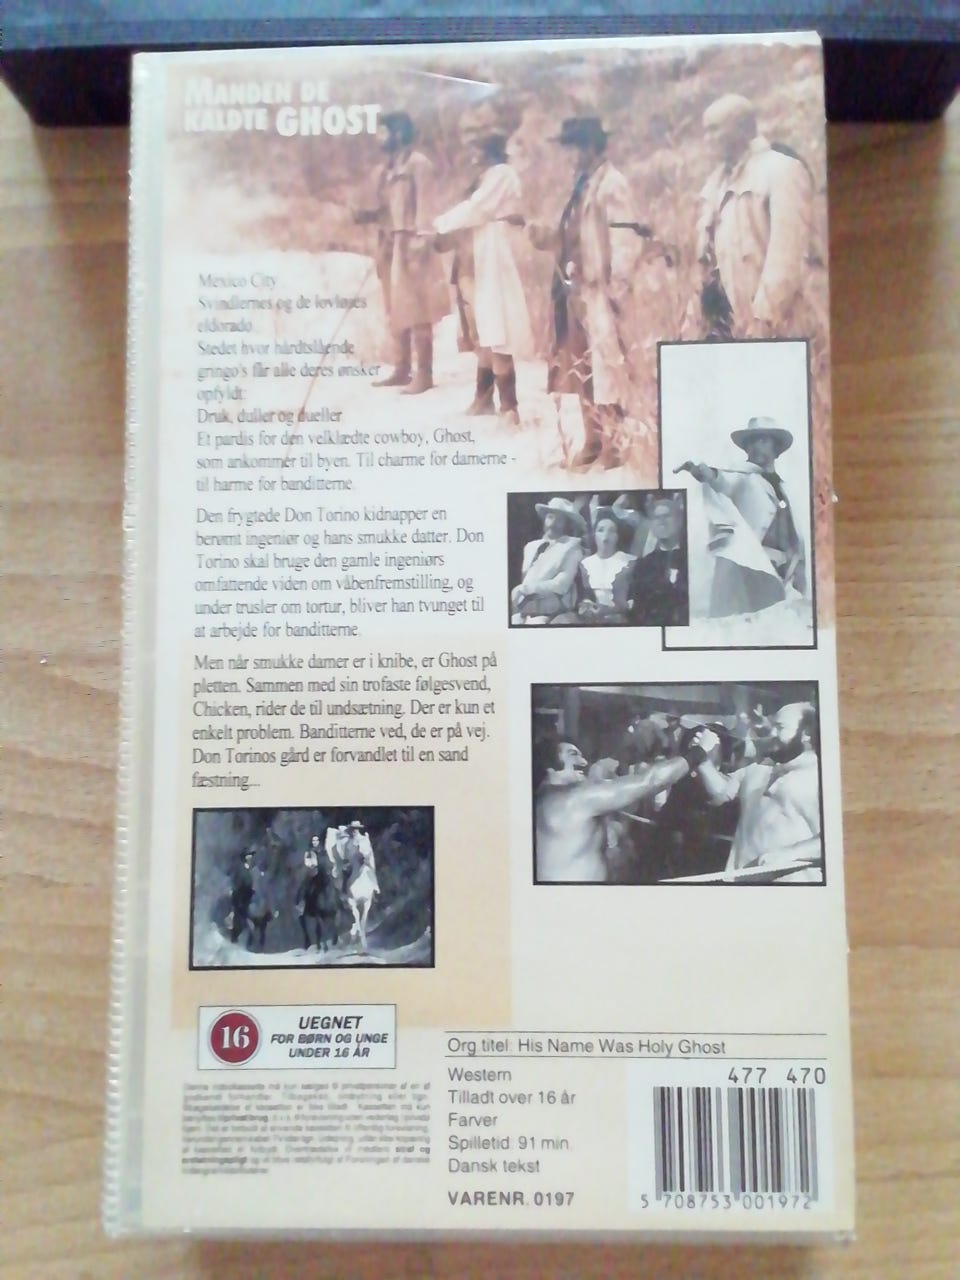 MANDEN DE
KALDTE GHOST
Mexico City
Svindlernes og de lovløses
eldorado.
Stedet hvor hårdtslående
gringo's får alle deres ønsker
opfyldt:
Druk, duller og dueller
Et pardis for den velklædte cowboy, Ghost,
som ankommer til byen. Til charme for damerne -
til harme for banditterne.
Den frygtede Don Torino kidnapper en
berømt ingeniør og hans smukke datter. Don
Torino skal bruge den gamle ingeniørs
omfattende viden om våbenfremstilling, og
under trusler om tortur, bliver han tvunget til
at arbejde for banditterne.
Men når smukke damer er i knibe, er Ghost på
pletten. Sammen med sin trofaste følgesvend,
Chicken, rider de til undsætning. Der er kun et
enkelt problem. Banditterne ved, de er på vej.
Don Torinos gård er forvandlet til en sand
fæstning...
16
UEGNET
FOR BØRN OG UNGE
UNDER 16 ÅR
Org titel: His Name Was Holy Ghost
Western
Tilladt over 16 år
Farver
Spilletid: 91 min.
Dansk tekst
VARENR. 0197
477 470
5 708753 001972